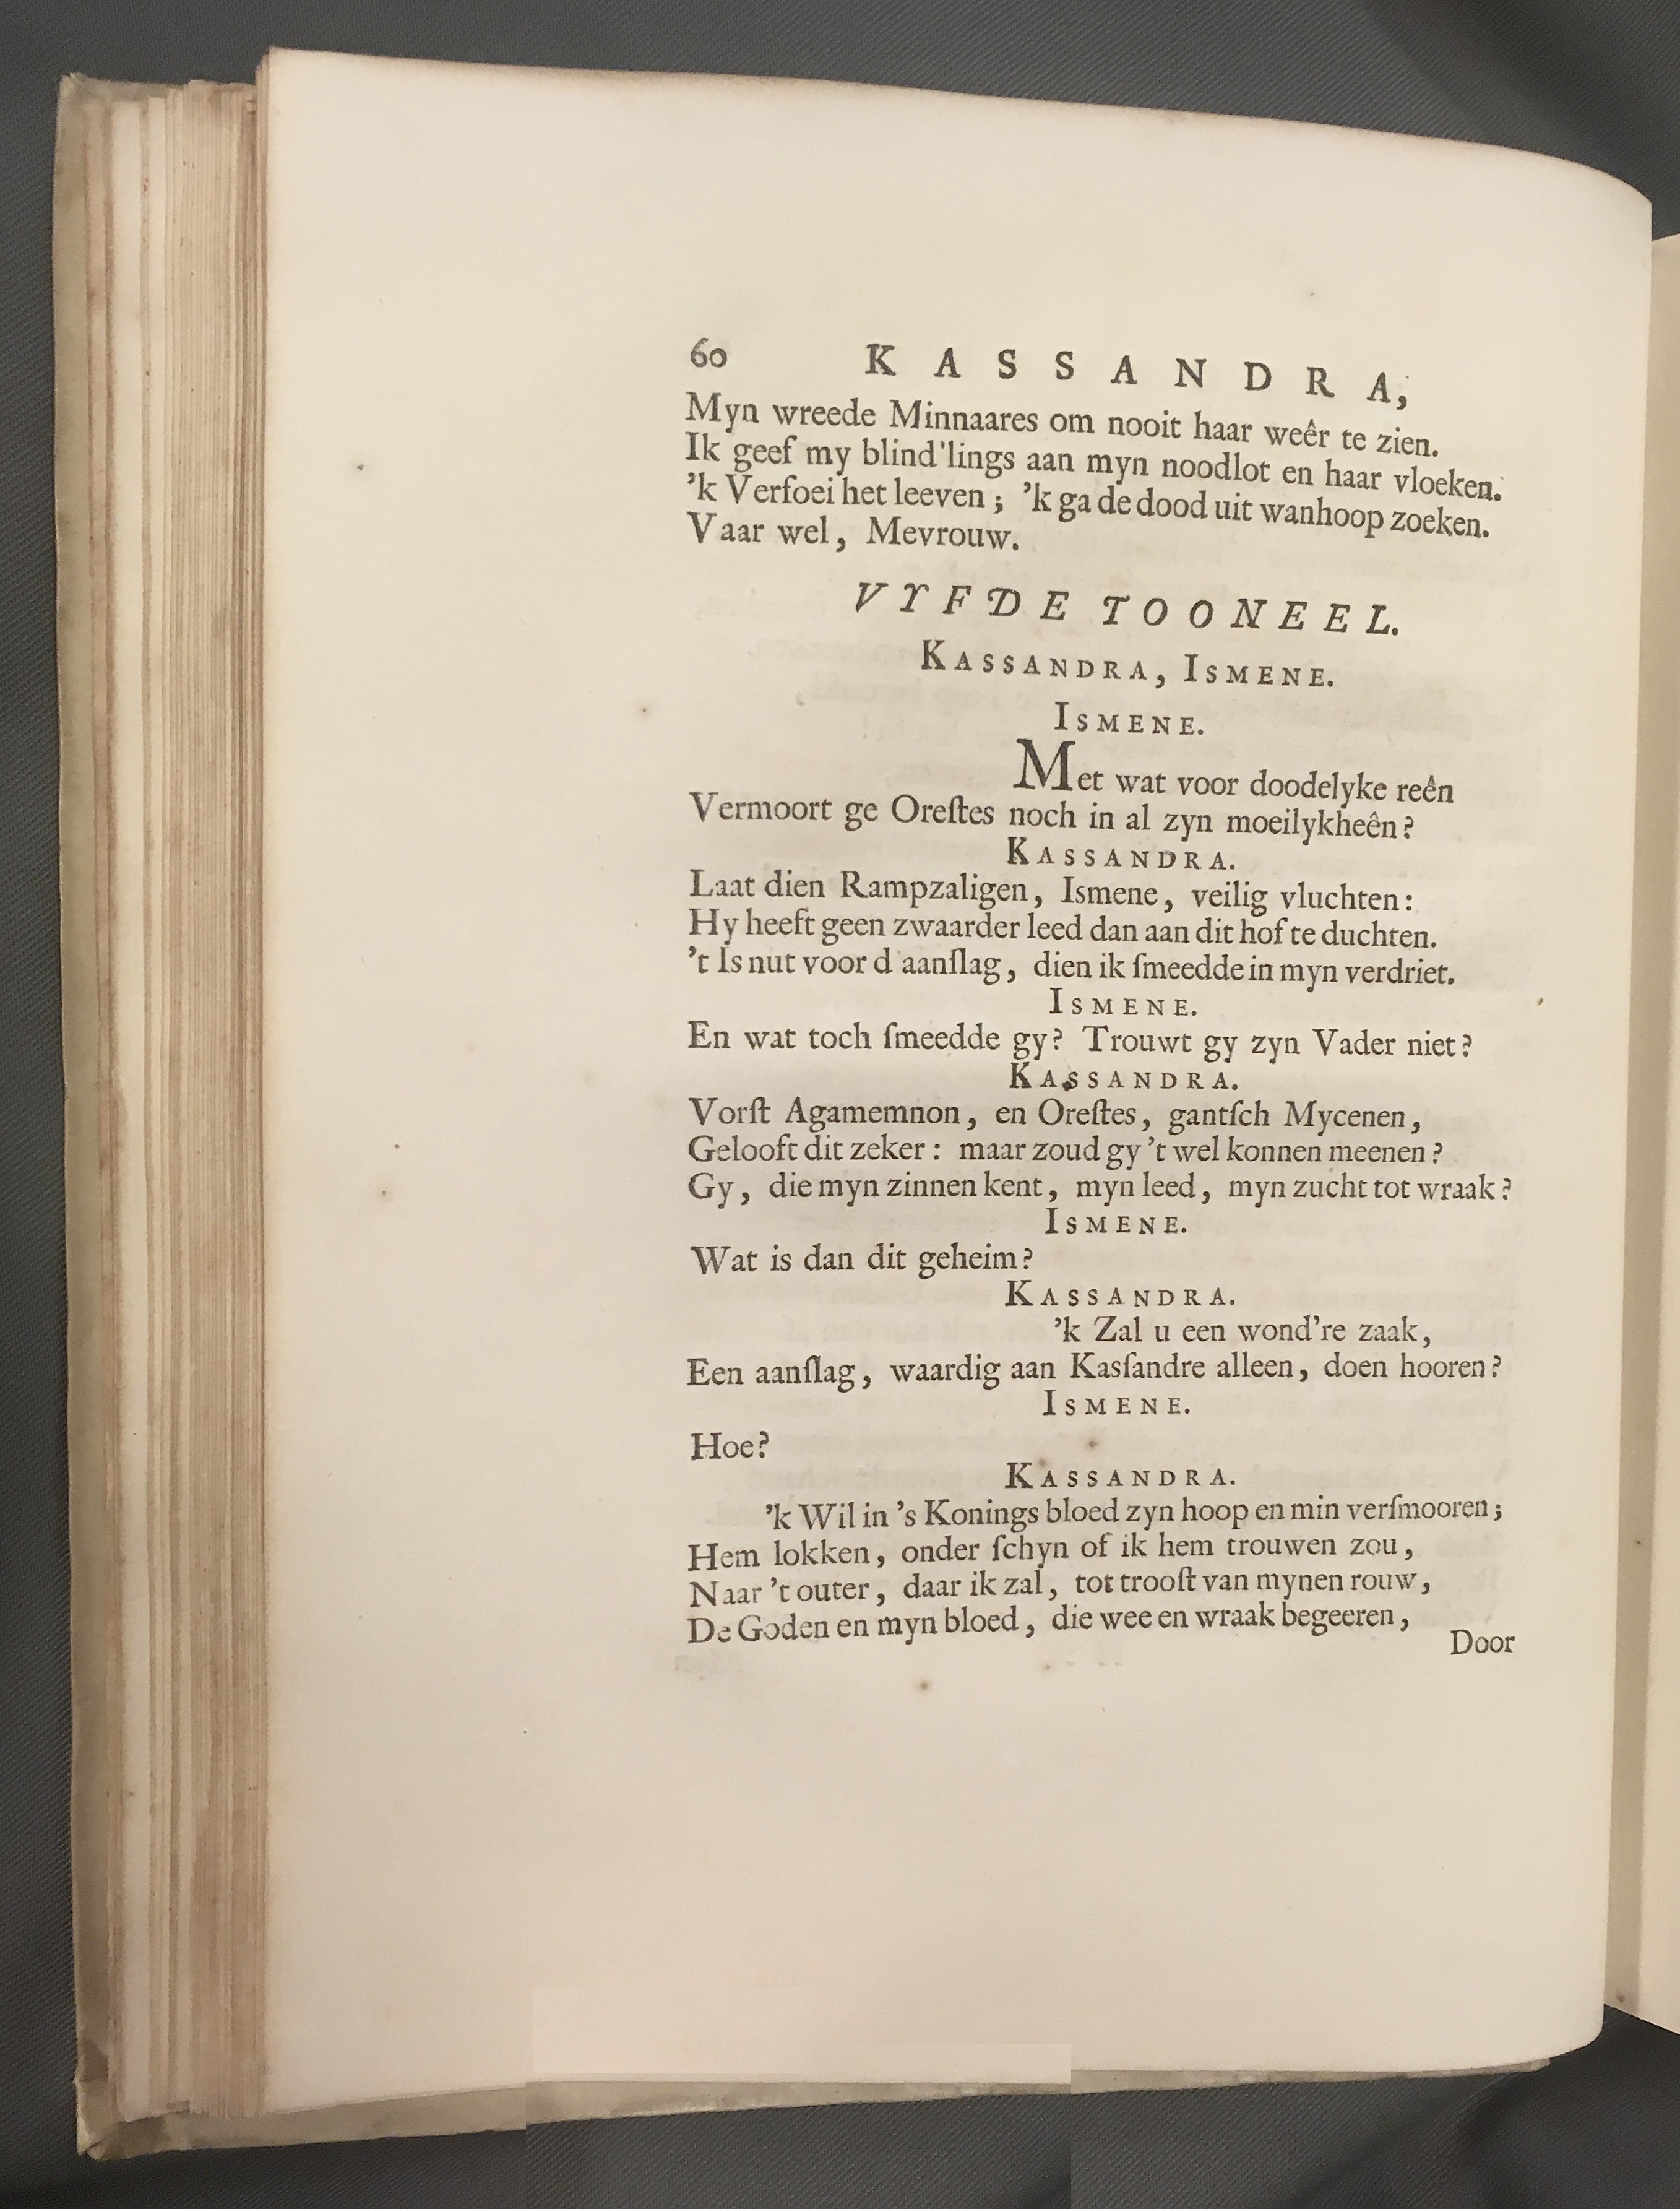 60 KASSANDRA,
Myn wreede Minnaares om nooit haar weêr te zien.
Ik geef my blind'lings aan myn noodlot en haar vloeken.
'k Verfoei het leeven; 'k ga de dood uit wanhoop zoeken.
Vaar wel, Mevrouw.
VYFDE TOONEEL.
KASSANDRA, ISMENE.
ISMENE.
Met wat voor doodelyke reên
Vermoort ge Oreſtes noch in al zyn moeilykheên?
KASSANDRA.
Laat dien Rampzaligen, Ismene, veilig vluchten:
Hy heeft geen zwaarder leed dan aan dit hof te duchten.
't Is nut voor d'aanſlag, dien ik ſmeedde in myn verdriet.
ISMENE.
En wat toch ſmeedde gy? Trouwt gy zyn Vader niet?
KASSANDRA.
Vorſt Agamemnon, en Oreſtes, gantſch Mycenen,
Gelooft dit zeker: maar zoud gy 't wel konnen meenen?
Gy, die myn zinnen kent, myn leed, myn zucht tot wraak?
ISMENE.
Wat is dan dit geheim?
KASSANDRA.
'k Zal u een wond're zaak,
Een aanſlag, waardig aan Kasſandre alleen, doen hooren?
ISMENE.
Hoe?
KASSANDRA.
'k Wil in 's Konings bloed zyn hoop en min verſmooren;
Hem lokken, onder ſchyn of ik hem trouwen zou,
Naar 't outer, daar ik zal, tot trooſt van mynen rouw,
De Goden en myn bloed, die wee en wraak begeeren,
Door